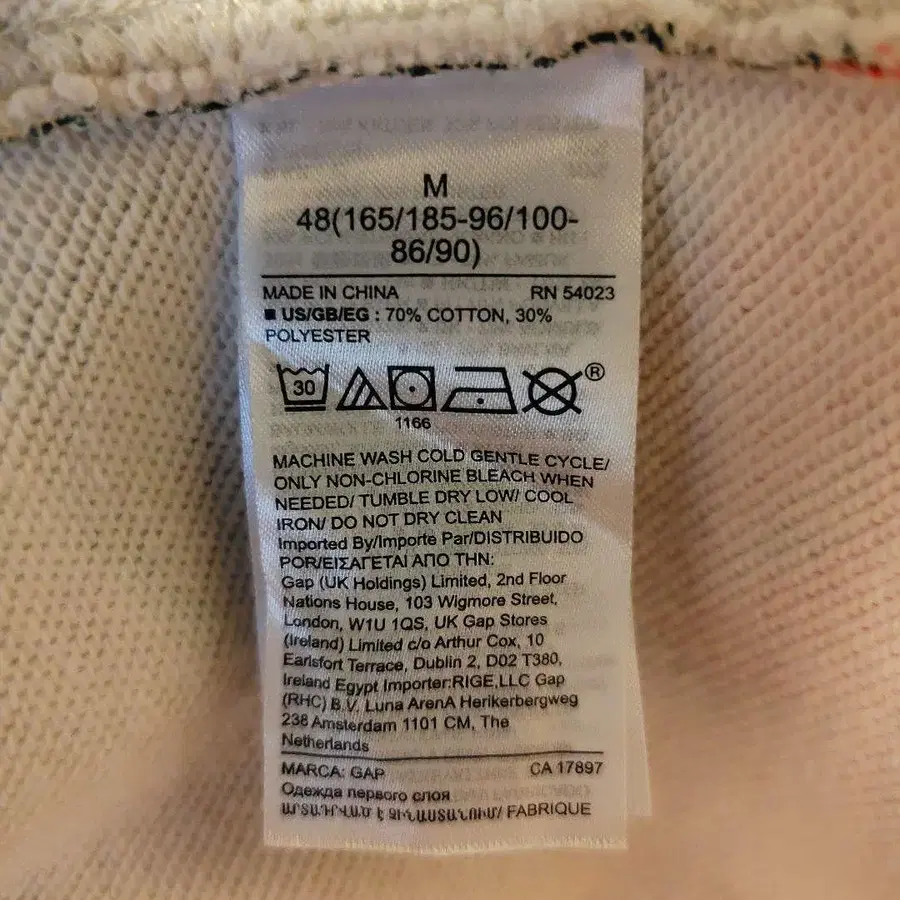 M
48(165/185-96/100-
86/90)
MADE IN CHINA RN 54023
■ US/GB/EG : 70% COTTON, 30%
POLYESTER
30
®
1166
MACHINE WASH COLD GENTLE CYCLE/
ONLY NON-CHLORINE BLEACH WHEN
NEEDED/ TUMBLE DRY LOW/ COOL
IRON/ DO NOT DRY CLEAN
Imported By/Importe Par/DISTRIBUIDO
POR/ΕΙΣΑΓΕΤΑΙ ΑΠΟ ΤΗΝ:
Gap (UK Holdings) Limited, 2nd Floor
Nations House, 103 Wigmore Street,
London, W1U 1QS, UK Gap Stores
(Ireland) Limited c/o Arthur Cox, 10
Earlsfort Terrace, Dublin 2, D02 T380,
Ireland Egypt Importer:RIGE,LLC Gap
(RHC) B.V. Luna ArenA Herikerbergweg
238 Amsterdam 1101 CM, The
Netherlands
MARCA: GAP CA 17897
Одежда первого слоя
ԱՐՏԱԴՐՎԱԾ Է ՉԻՆԱՍՏԱՆՈՒՄ/ FABRIQUE